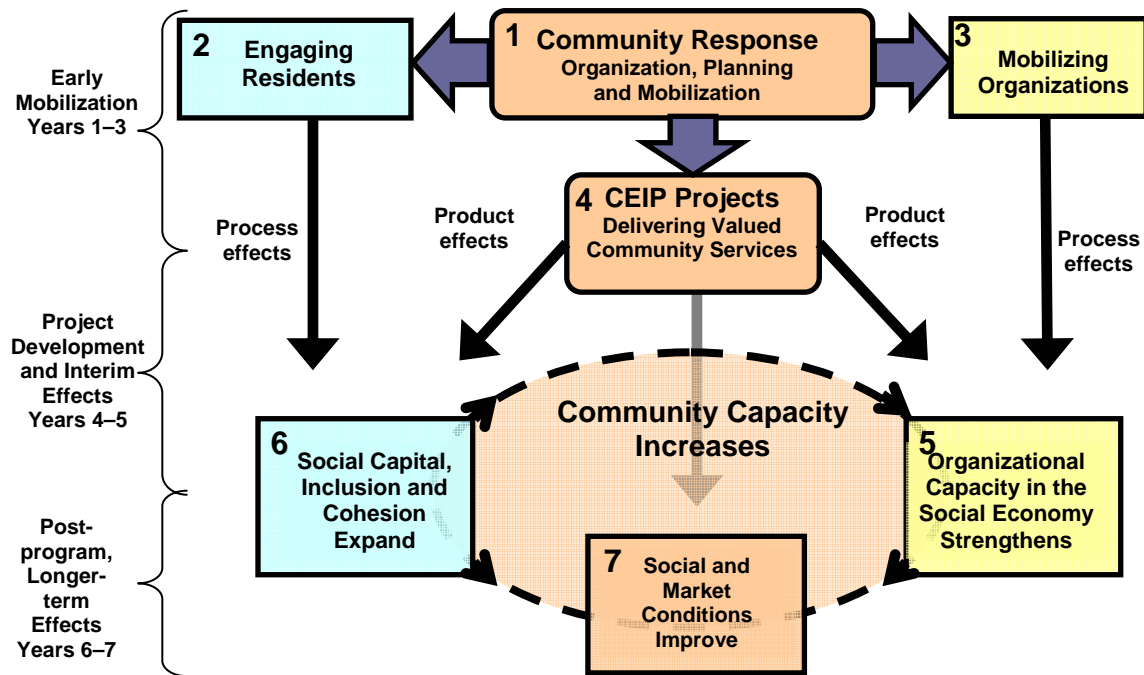 2
Engaging
Residents
1
Community Response
Organization, Planning
and Mobilization
3
Mobilizing
Organizations
Early
Mobilization
Years 1–3
4
CEIP Projects
Delivering Valued
Community Services
Process
effects
Product
effects
Product
effects
Process
effects
Project
Development
and Interim
Effects
Years 4–5
Community Capacity
Increases
6
Social Capital,
Inclusion and
Cohesion
Expand
5
Organizational
Capacity in the
Social Economy
Strengthens
Post-
program,
Longer-
term
Effects
Years 6–7
7
Social and
Market
Conditions
Improve